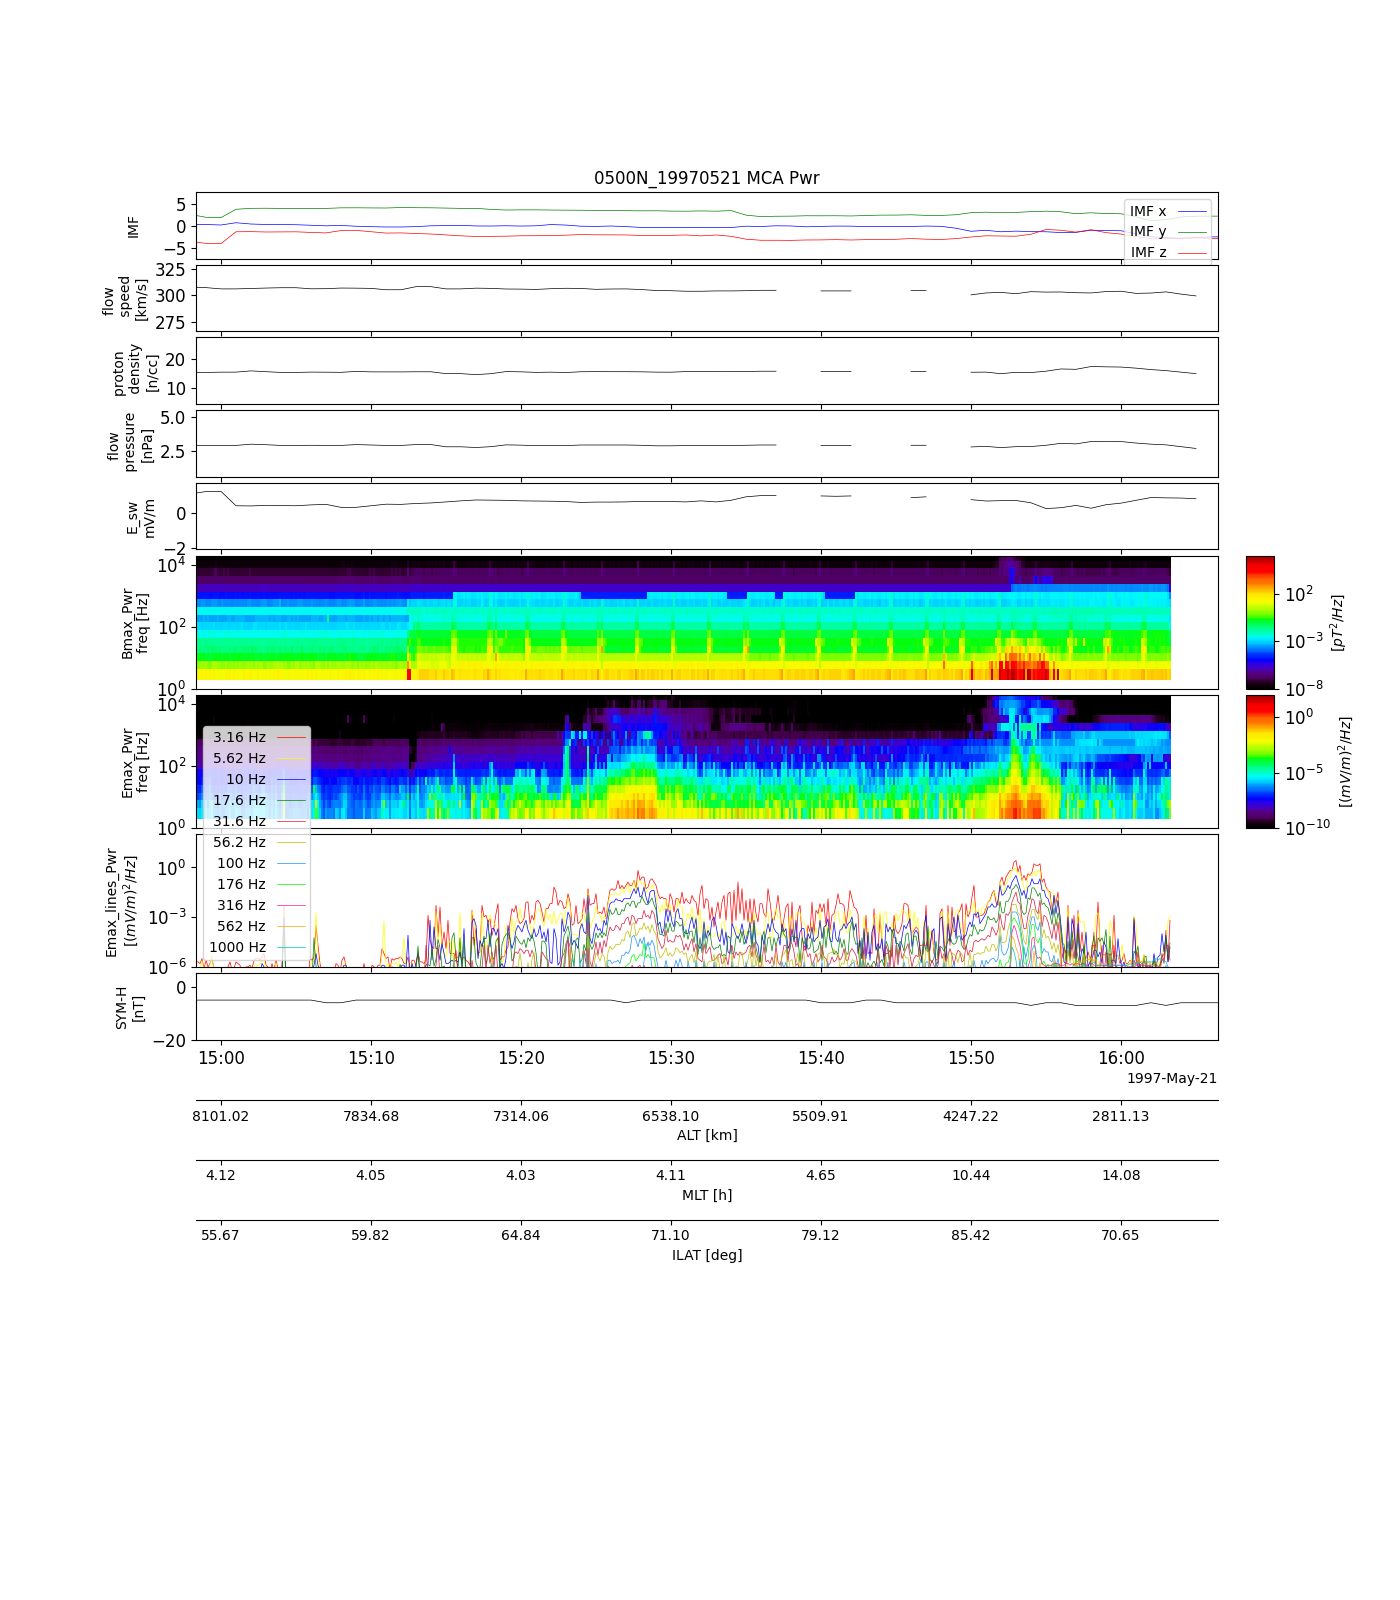 0500N_19970521 MCA Pwr
5
0
−5
IMF
IMF x
IMF y
IMF z
325
300
275
flow
speed
[km/s]
20
10
proton
density
[n/cc]
5.0
2.5
flow
pressure
[nPa]
0
−2
E_sw
mV/m
10^4
10^2
10^0
Bmax_Pwr
freq [Hz]
10^2
10^−3
10^−8
[pT^2/Hz]
10^4
10^2
10^0
Emax_Pwr
freq [Hz]
10^0
10^−5
10^−10
[(mV/m)^2/Hz]
3.16 Hz
5.62 Hz
10 Hz
17.6 Hz
31.6 Hz
56.2 Hz
100 Hz
176 Hz
316 Hz
562 Hz
1000 Hz
10^0
10^−3
10^−6
Emax_lines_Pwr
[(mV/m)^2/Hz]
0
−20
SYM-H
[nT]
15:00 15:10 15:20 15:30 15:40 15:50 16:00
1997-May-21
8101.02 7834.68 7314.06 6538.10 5509.91 4247.22 2811.13
ALT [km]
4.12 4.05 4.03 4.11 4.65 10.44 14.08
MLT [h]
55.67 59.82 64.84 71.10 79.12 85.42 70.65
ILAT [deg]